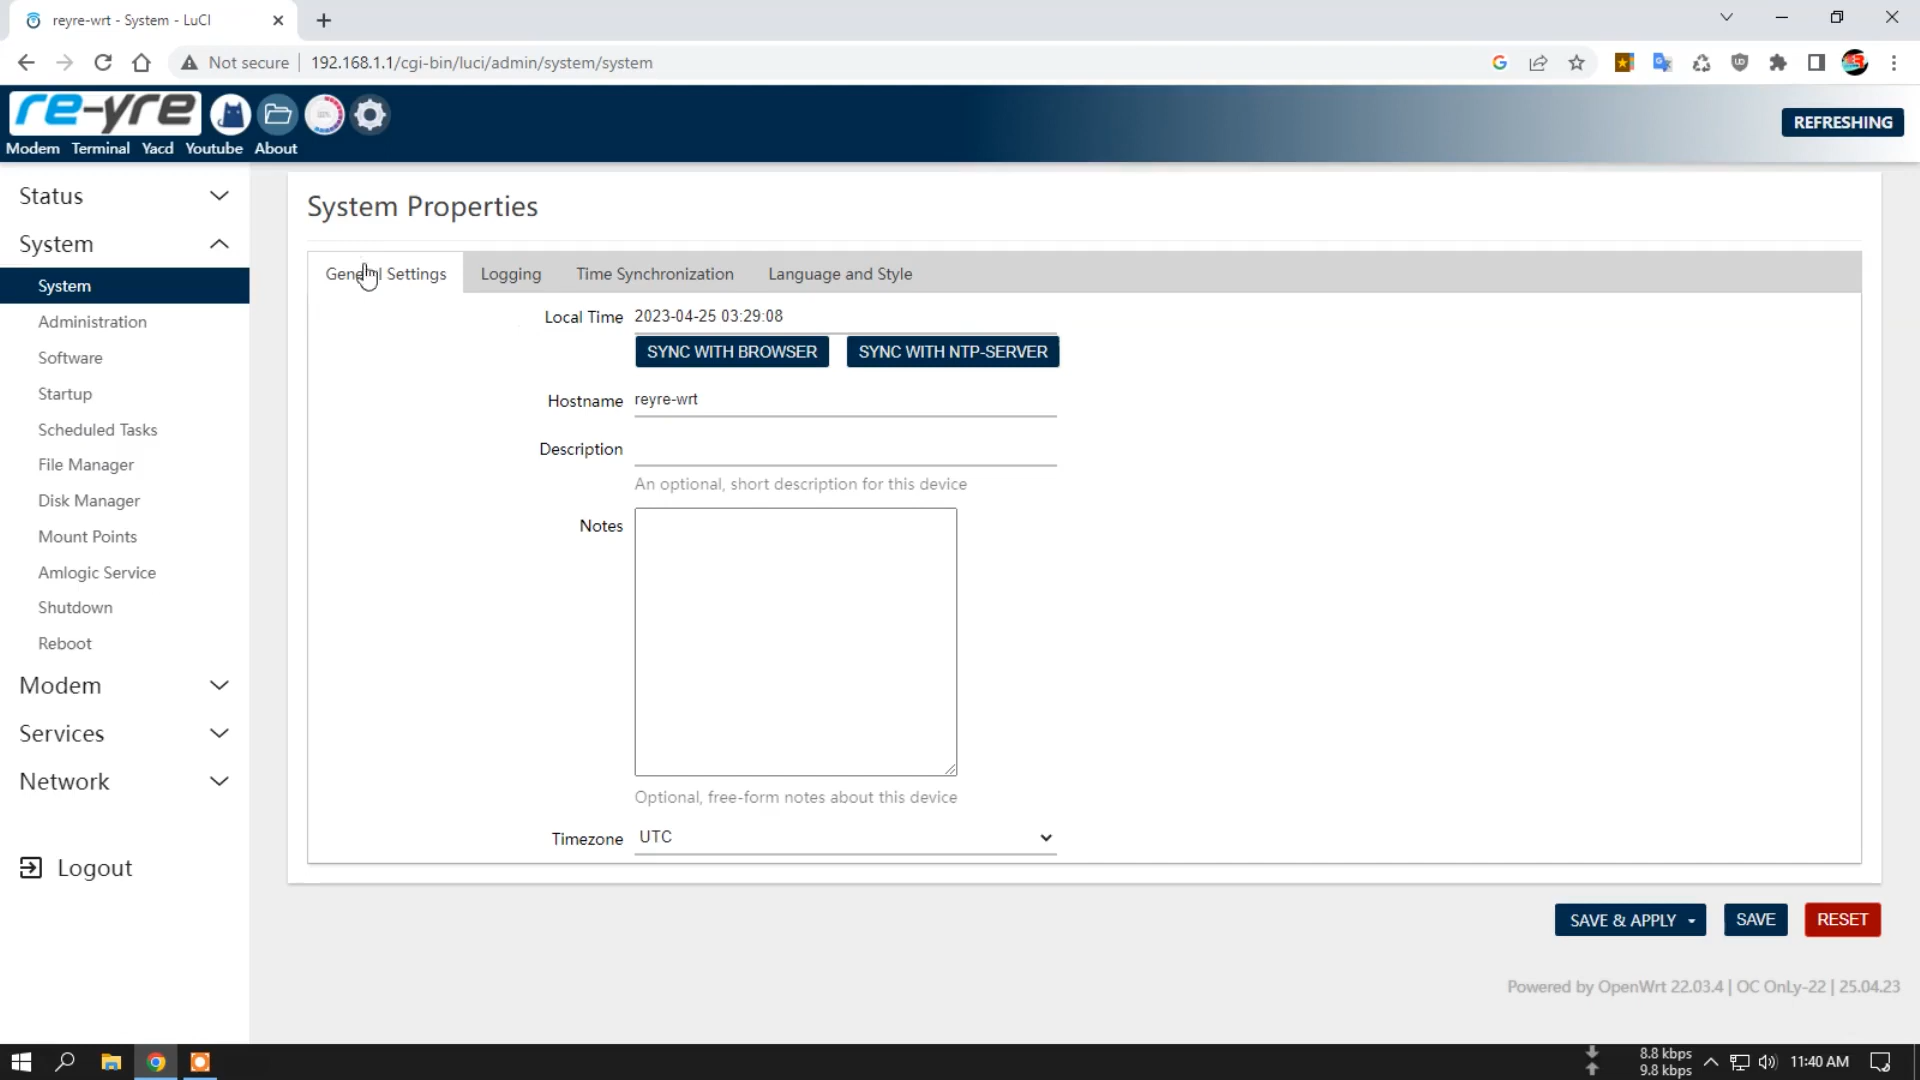 reyre-wrt - System - LuCI
Not secure | 192.168.1.1/cgi-bin/luci/admin/system/system
re-yre
REFRESHING
Modem Terminal Yacd Youtube About
Status
System
System
Administration
Software
Startup
Scheduled Tasks
File Manager
Disk Manager
Mount Points
Amlogic Service
Shutdown
Reboot
Modem
Services
Network
Logout
System Properties
General Settings Logging Time Synchronization Language and Style
Local Time 2023-04-25 03:29:08
SYNC WITH BROWSER SYNC WITH NTP-SERVER
Hostname reyre-wrt
Description
An optional, short description for this device
Notes
Optional, free-form notes about this device
Timezone UTC
SAVE & APPLY SAVE RESET
Powered by OpenWrt 22.03.4 | OC OnLy-22 | 25.04.23
8.8 kbps
9.8 kbps
11:40 AM